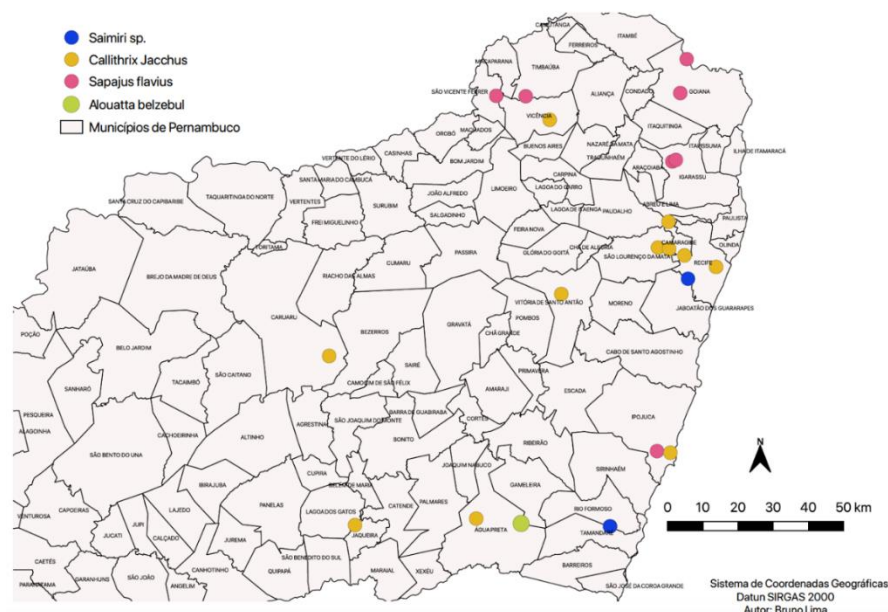 Saimiri sp.
Callithrix Jacchus
Sapajus flavius
Alouatta belzebul
Municípios de Pernambuco
ITAMBÉ
FERREIROS
TIMBAÚBA
SÃO VICENTE FERRER
ALIANÇA
CONDADO
GOIANA
VICÊNCIA
ITAQUITINGA
MACHADOS
OROBÓ
BUENOS AIRES
NAZARÉ DA MATA
ITAPISSUMA
ILHA DE ITAMARACÁ
CASINHAS
VERTENTE DO LÉRIO
BOM JARDIM
TRACUNHAÉM
ARAÇOIABA
IGARASSU
SANTA MARIA DO CAMBUCÁ
CARPINA
TAQUARITINGA DO NORTE
SANTA CRUZ DO CAPIBARIBE
VERTENTES
SURUBIM
JOÃO ALFREDO
LIMOEIRO
LAGOA DO CARRO
FREI MIGUELINHO
SALGADINHO
LAGOA DE ITAENGA
PAUDALHO
ABREU E LIMA
PAULISTA
FEIRA NOVA
TORITAMA
CUMARU
PASSIRA
GLÓRIA DO GOITÁ
CHÃ DE ALEGRIA
CAMARAGIBE
OLINDA
SÃO LOURENÇO DA MATA
RECIFE
JATAÚBA
BREJO DA MADRE DE DEUS
RIACHO DAS ALMAS
VITÓRIA DE SANTO ANTÃO
MORENO
JABOATÃO DOS GUARARAPES
CARUARU
BEZERROS
GRAVATÁ
POMBOS
CHÃ GRANDE
POÇÃO
BELO JARDIM
CABO DE SANTO AGOSTINHO
SÃO CAITANO
SAIRÉ
PRIMAVERA
SANHARÓ
TACAIMBÓ
CAMOCIM DE SÃO FÉLIX
AMARAJI
ESCADA
PESQUEIRA
BARRA DE GUABIRABA
CORTÊS
IPOJUCA
ALAGOINHA
CACHOEIRINHA
ALTINHO
AGRESTINA
SÃO JOAQUIM DO MONTE
BONITO
RIBEIRÃO
SÃO BENTO DO UNA
CUPIRA
JOAQUIM NABUCO
SIRINHAÉM
N
IBIRAJUBA
BELÉM DE MARIA
GAMELEIRA
CAPOEIRAS
LAJEDO
PANELAS
CATENDE
PALMARES
RIO FORMOSO
0 10 20 30 40 50 km
VENTUROSA
JUCATI
JUPI
CALÇADO
JUREMA
LAGOA DOS GATOS
JAQUEIRA
ÁGUA PRETA
TAMANDARÉ
CAETÉS
SÃO BENEDITO DO SUL
BARREIROS
GARANHUNS
SÃO JOÃO
ANGELIM
CANHOTINHO
QUIPAPÁ
MARAIAL
XEXÉU
SÃO JOSÉ DA COROA GRANDE
Sistema de Coordenadas Geográficas
Datun SIRGAS 2000
Autor: Bruno Lima